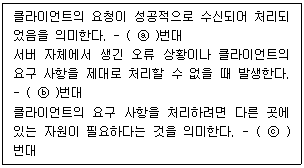 클라이언트의 요청이 성공적으로 수신되어 처리되
었음을 의미한다. - ( ⓐ )번대
서버 자체에서 생긴 오류 상황이나 클라이언트의
요구 사항을 제대로 처리할 수 없을 때 발생한다.
- ( ⓑ )번대
클라이언트의 요구 사항을 처리하려면 다른 곳에
있는 자원이 필요하다는 것을 의미한다. - ( ⓒ )
번대